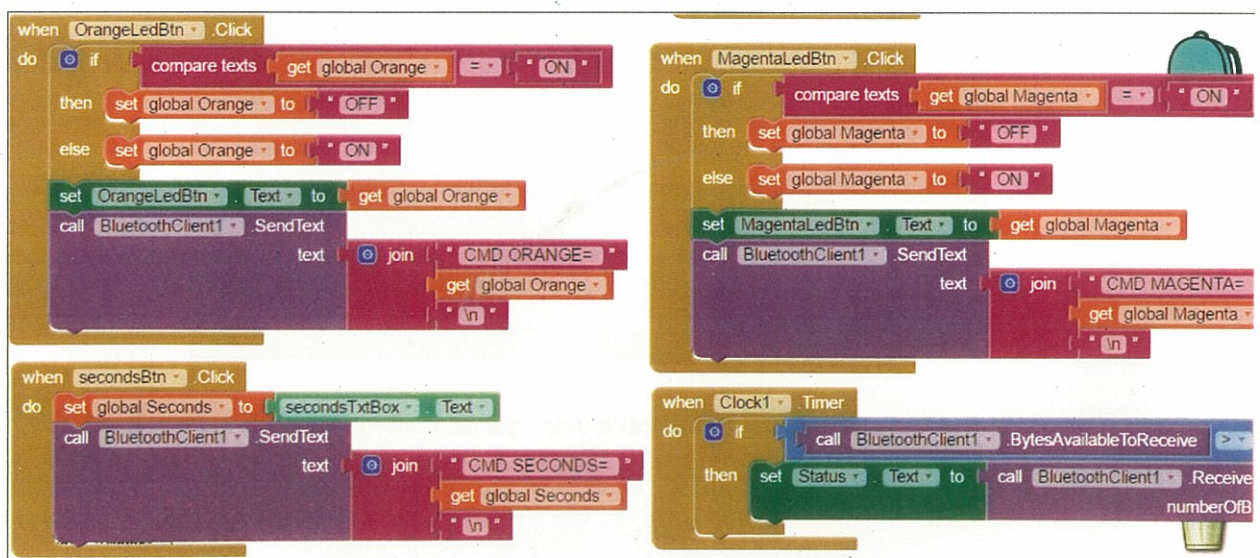 when OrangeLedBtn .Click
do if compare texts get global Orange = " ON "
then set global Orange to " OFF "
else set global Orange to " ON "
set OrangeLedBtn . Text to get global Orange
call BluetoothClient1 .SendText
text join " CMD ORANGE= "
get global Orange
" \n "
when secondsBtn .Click
do set global Seconds to secondsTxtBox . Text
call BluetoothClient1 .SendText
text join " CMD SECONDS= "
get global Seconds
" \n "
when MagentaLedBtn .Click
do if compare texts get global Magenta = " ON "
then set global Magenta to " OFF "
else set global Magenta to " ON "
set MagentaLedBtn . Text to get global Magenta
call BluetoothClient1 .SendText
text join " CMD MAGENTA=
get global Magenta
" \n "
when Clock1 .Timer
do if call BluetoothClient1 .BytesAvailableToReceive >
then set Status . Text to call BluetoothClient1 .Receive
numberOfB